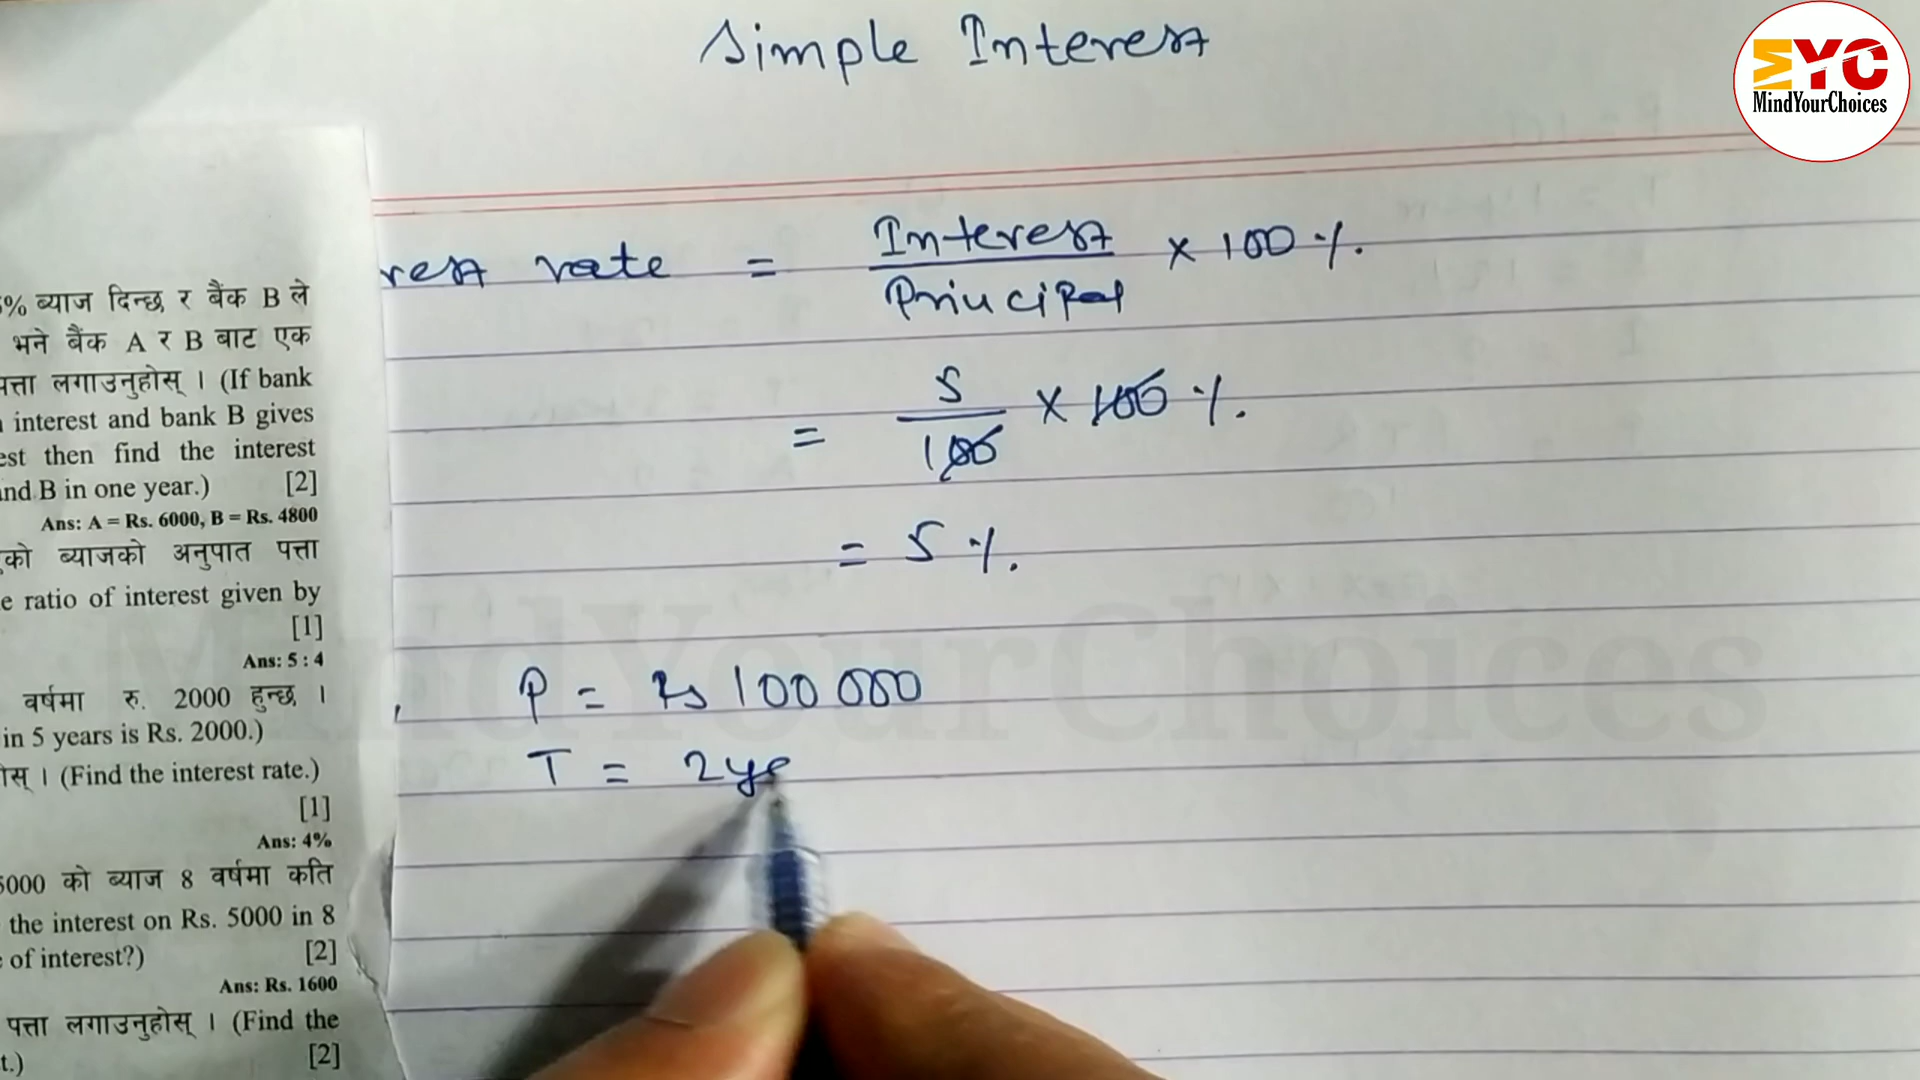 Simple Interest
MYC
MindYourChoices
rest rate = Interest / Principal × 100 %.
= 5 / 100 × 100 %.
= 5 %.
P = Rs 100 000
T = 2 ye
% ब्याज दिन्छ र बैंक B ले
भने बैंक A र B बाट एक
पत्ता लगाउनुहोस् । (If bank
interest and bank B gives
est then find the interest
nd B in one year.) [2]
Ans: A = Rs. 6000, B = Rs. 4800
को ब्याजको अनुपात पत्ता
e ratio of interest given by
[1]
Ans: 5 : 4
वर्षमा रु. 2000 हुन्छ ।
in 5 years is Rs. 2000.)
ोस् । (Find the interest rate.)
[1]
Ans: 4%
5000 को ब्याज 8 वर्षमा कति
the interest on Rs. 5000 in 8
of interest?) [2]
Ans: Rs. 1600
पत्ता लगाउनुहोस् । (Find the
t.) [2]
MindYourChoices